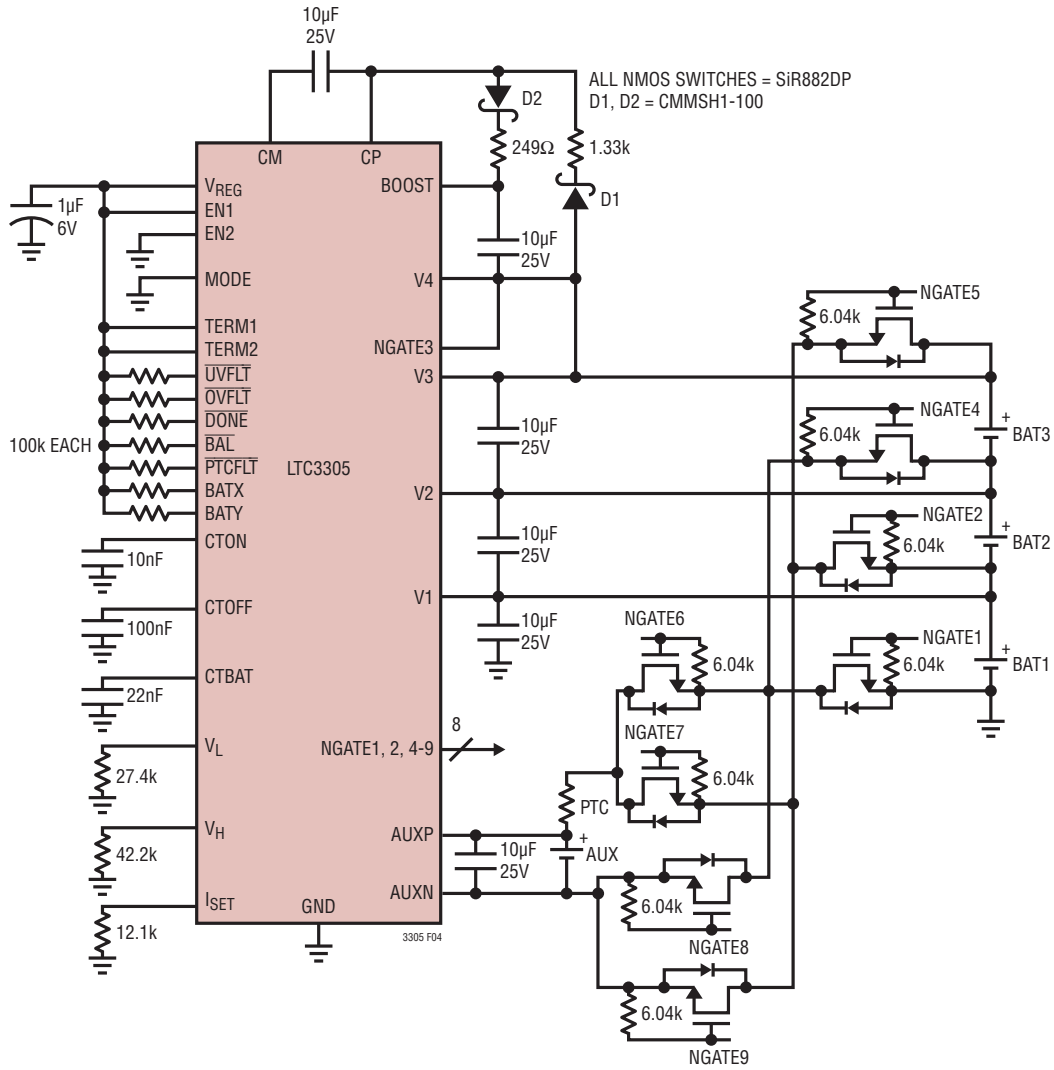 10µF
25V
ALL NMOS SWITCHES = SiR882DP
D1, D2 = CMMSH1-100
D2
249Ω
1.33k
D1
CM
CP
VREG
EN1
EN2
MODE
TERM1
TERM2
UVFLT
OVFLT
DONE
BAL
PTCFLT
BATX
BATY
CTON
CTOFF
CTBAT
VL
VH
ISET
GND
LTC3305
BOOST
V4
NGATE3
V3
V2
V1
NGATE1, 2, 4-9
AUXP
AUXN
1µF
6V
100k EACH
10nF
100nF
22nF
27.4k
42.2k
12.1k
10µF
25V
10µF
25V
10µF
25V
10µF
25V
8
10µF
25V
+
AUX
PTC
NGATE5
6.04k
NGATE4
6.04k
+
BAT3
NGATE2
6.04k
+
BAT2
NGATE1
6.04k
+
BAT1
NGATE6
6.04k
NGATE7
6.04k
6.04k
NGATE8
6.04k
NGATE9
3305 F04